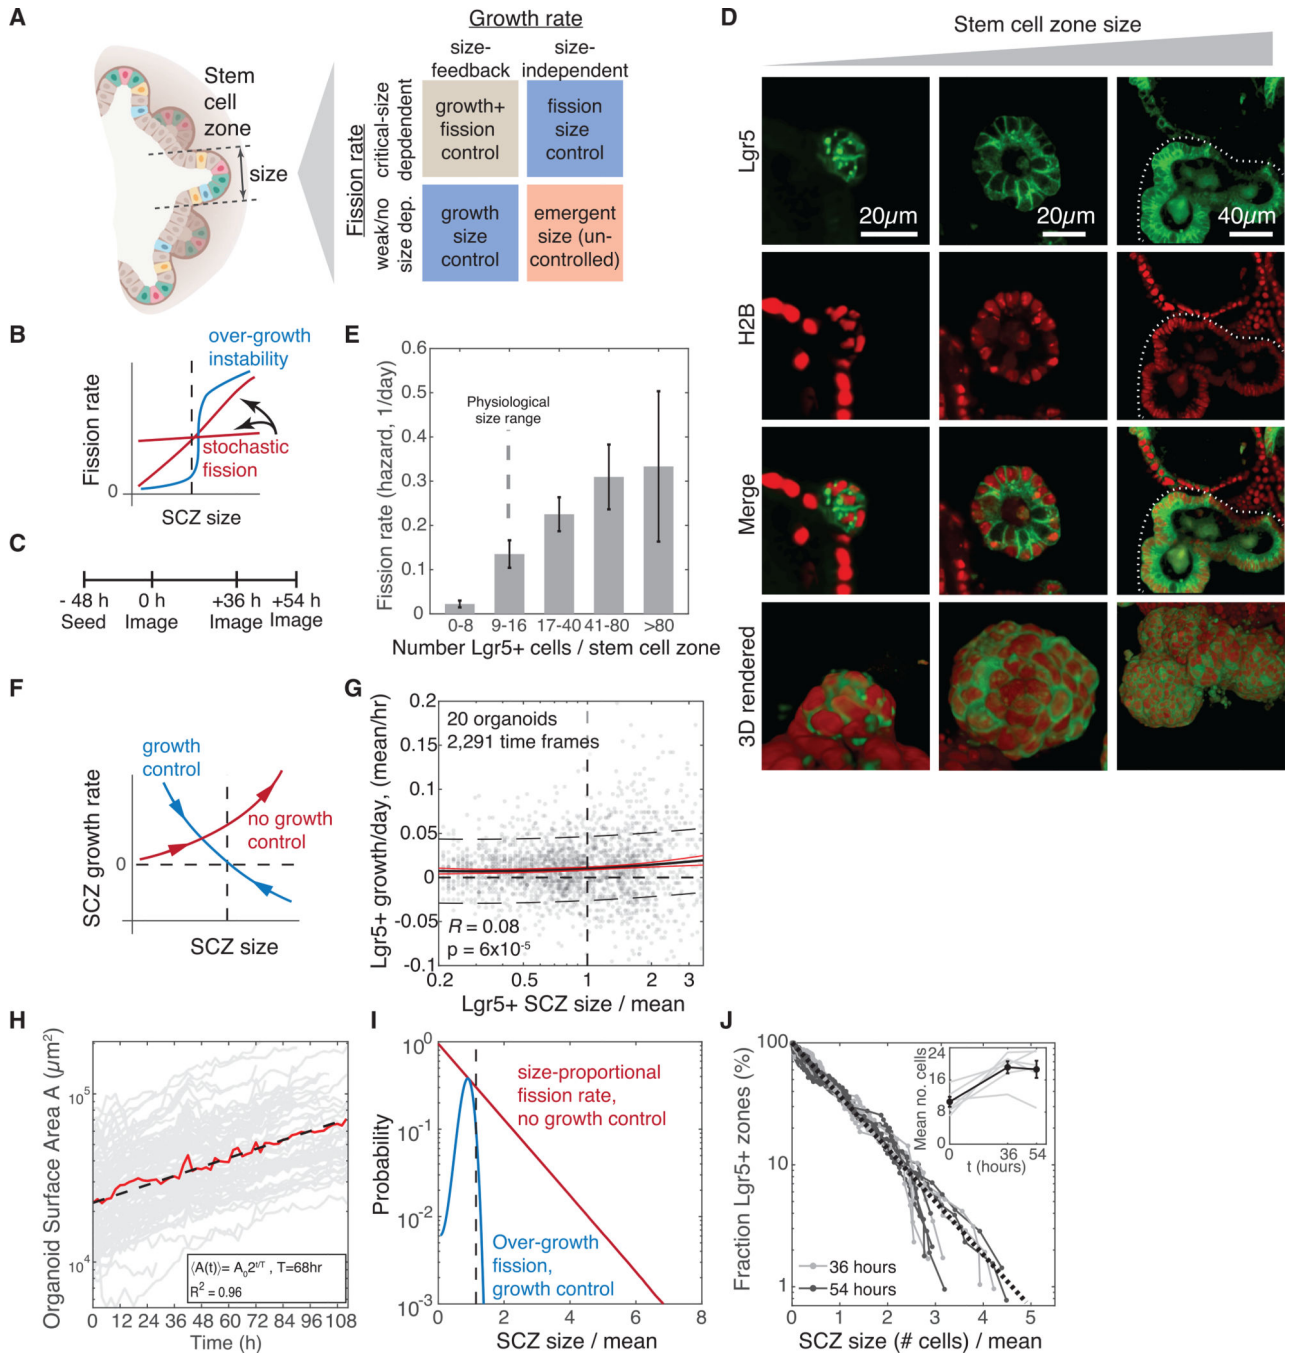 A
Growth rate
size-
feedback
size-
independent
Fission rate
critical-size
dependent
weak/no
size dep.
growth+
fission
control
fission
size
control
growth
size
control
emergent
size (un-
controlled)
Stem
cell
zone
size
B
over-growth
instability
stochastic
fission
Fission rate
0
SCZ size
C
- 48 h
Seed
0 h
Image
+36 h
Image
+54 h
Image
D
Stem cell zone size
Lgr5
20µm
20µm
40µm
H2B
Merge
3D rendered
E
Fission rate (hazard, 1/day)
0.6
0.5
0.4
0.3
0.2
0.1
0
Physiological
size range
0-8
9-16
17-40
41-80
>80
Number Lgr5+ cells / stem cell zone
F
growth
control
no growth
control
SCZ growth rate
0
SCZ size
G
Lgr5+ growth/day, (mean/hr)
0.2
0.15
0.1
0.05
0
-0.05
-0.1
20 organoids
2,291 time frames
R = 0.08
p = 6x10-5
0.2
0.5
1
2
3
Lgr5+ SCZ size / mean
H
Organoid Surface Area A (µm2)
105
104
⟨A(t)⟩= A02t/T , T=68hr
R2 = 0.96
0 12 24 36 48 60 72 84 96 108
Time (h)
I
Probability
100
10-1
10-2
10-3
size-proportional
fission rate,
no growth control
Over-growth
fission,
growth control
0 2 4 6 8
SCZ size / mean
J
Fraction Lgr5+ zones (%)
100
10
1
Mean no. cells
24
16
8
0
0 36 54
t (hours)
36 hours
54 hours
0 1 2 3 4 5
SCZ size (# cells) / mean